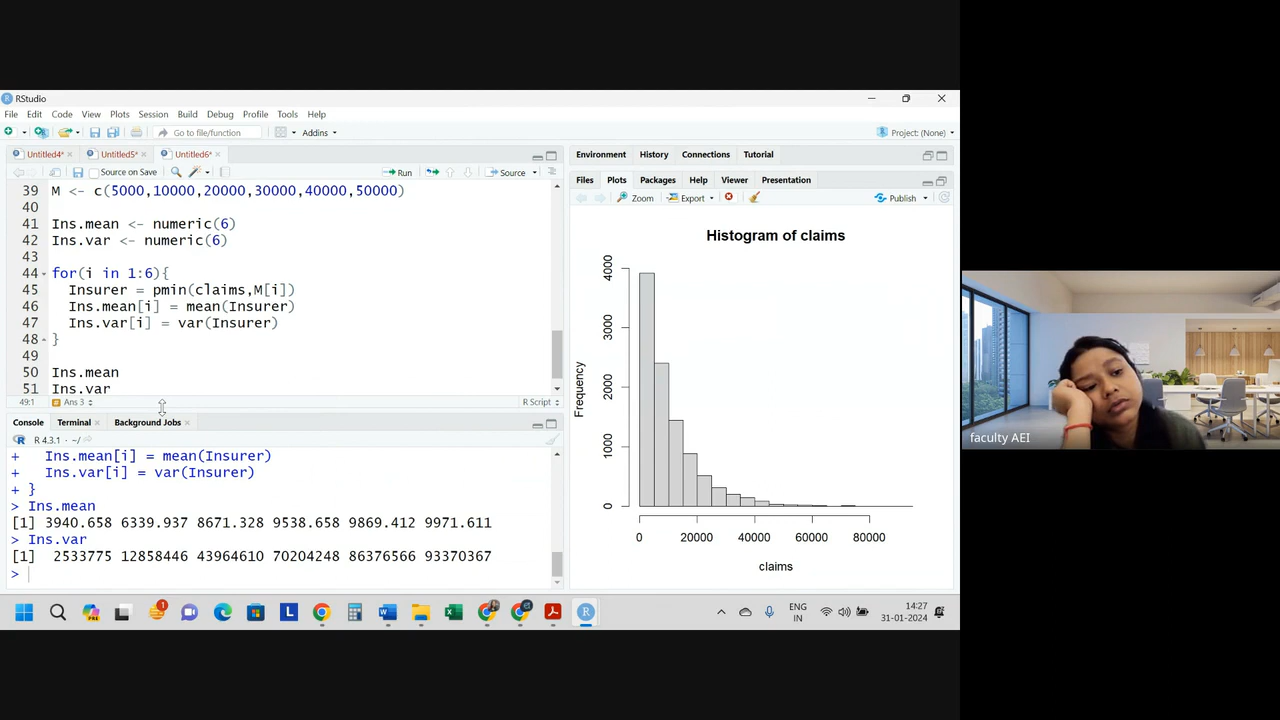 RStudio
File Edit Code View Plots Session Build Debug Profile Tools Help
Go to file/function
Addins
Project: (None)
Untitled4*
Untitled5*
Untitled6*
Source on Save
Run
Source
39 M <- c(5000,10000,20000,30000,40000,50000)
40
41 Ins.mean <- numeric(6)
42 Ins.var <- numeric(6)
43
44 for(i in 1:6){
45 Insurer = pmin(claims,M[i])
46 Ins.mean[i] = mean(Insurer)
47 Ins.var[i] = var(Insurer)
48 }
49
50 Ins.mean
51 Ins.var
49:1 Ans 3 R Script
Console Terminal Background Jobs
R 4.3.1 · ~/
+ Ins.mean[i] = mean(Insurer)
+ Ins.var[i] = var(Insurer)
+ }
> Ins.mean
[1] 3940.658 6339.937 8671.328 9538.658 9869.412 9971.611
> Ins.var
[1] 2533775 12858446 43964610 70204248 86376566 93370367
>
Environment History Connections Tutorial
Files Plots Packages Help Viewer Presentation
Zoom Export Publish
Histogram of claims
Frequency
4000
3000
2000
1000
0
0 20000 40000 60000 80000
claims
faculty AEI
ENG
IN
14:27
31-01-2024